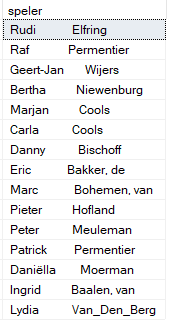 speler
Rudi Elfring
Raf Permentier
Geert-Jan Wijers
Bertha Niewenburg
Marjan Cools
Carla Cools
Danny Bischoff
Eric Bakker, de
Marc Bohemen, van
Pieter Hofland
Peter Meuleman
Patrick Permentier
Daniëlla Moerman
Ingrid Baalen, van
Lydia Van_Den_Berg